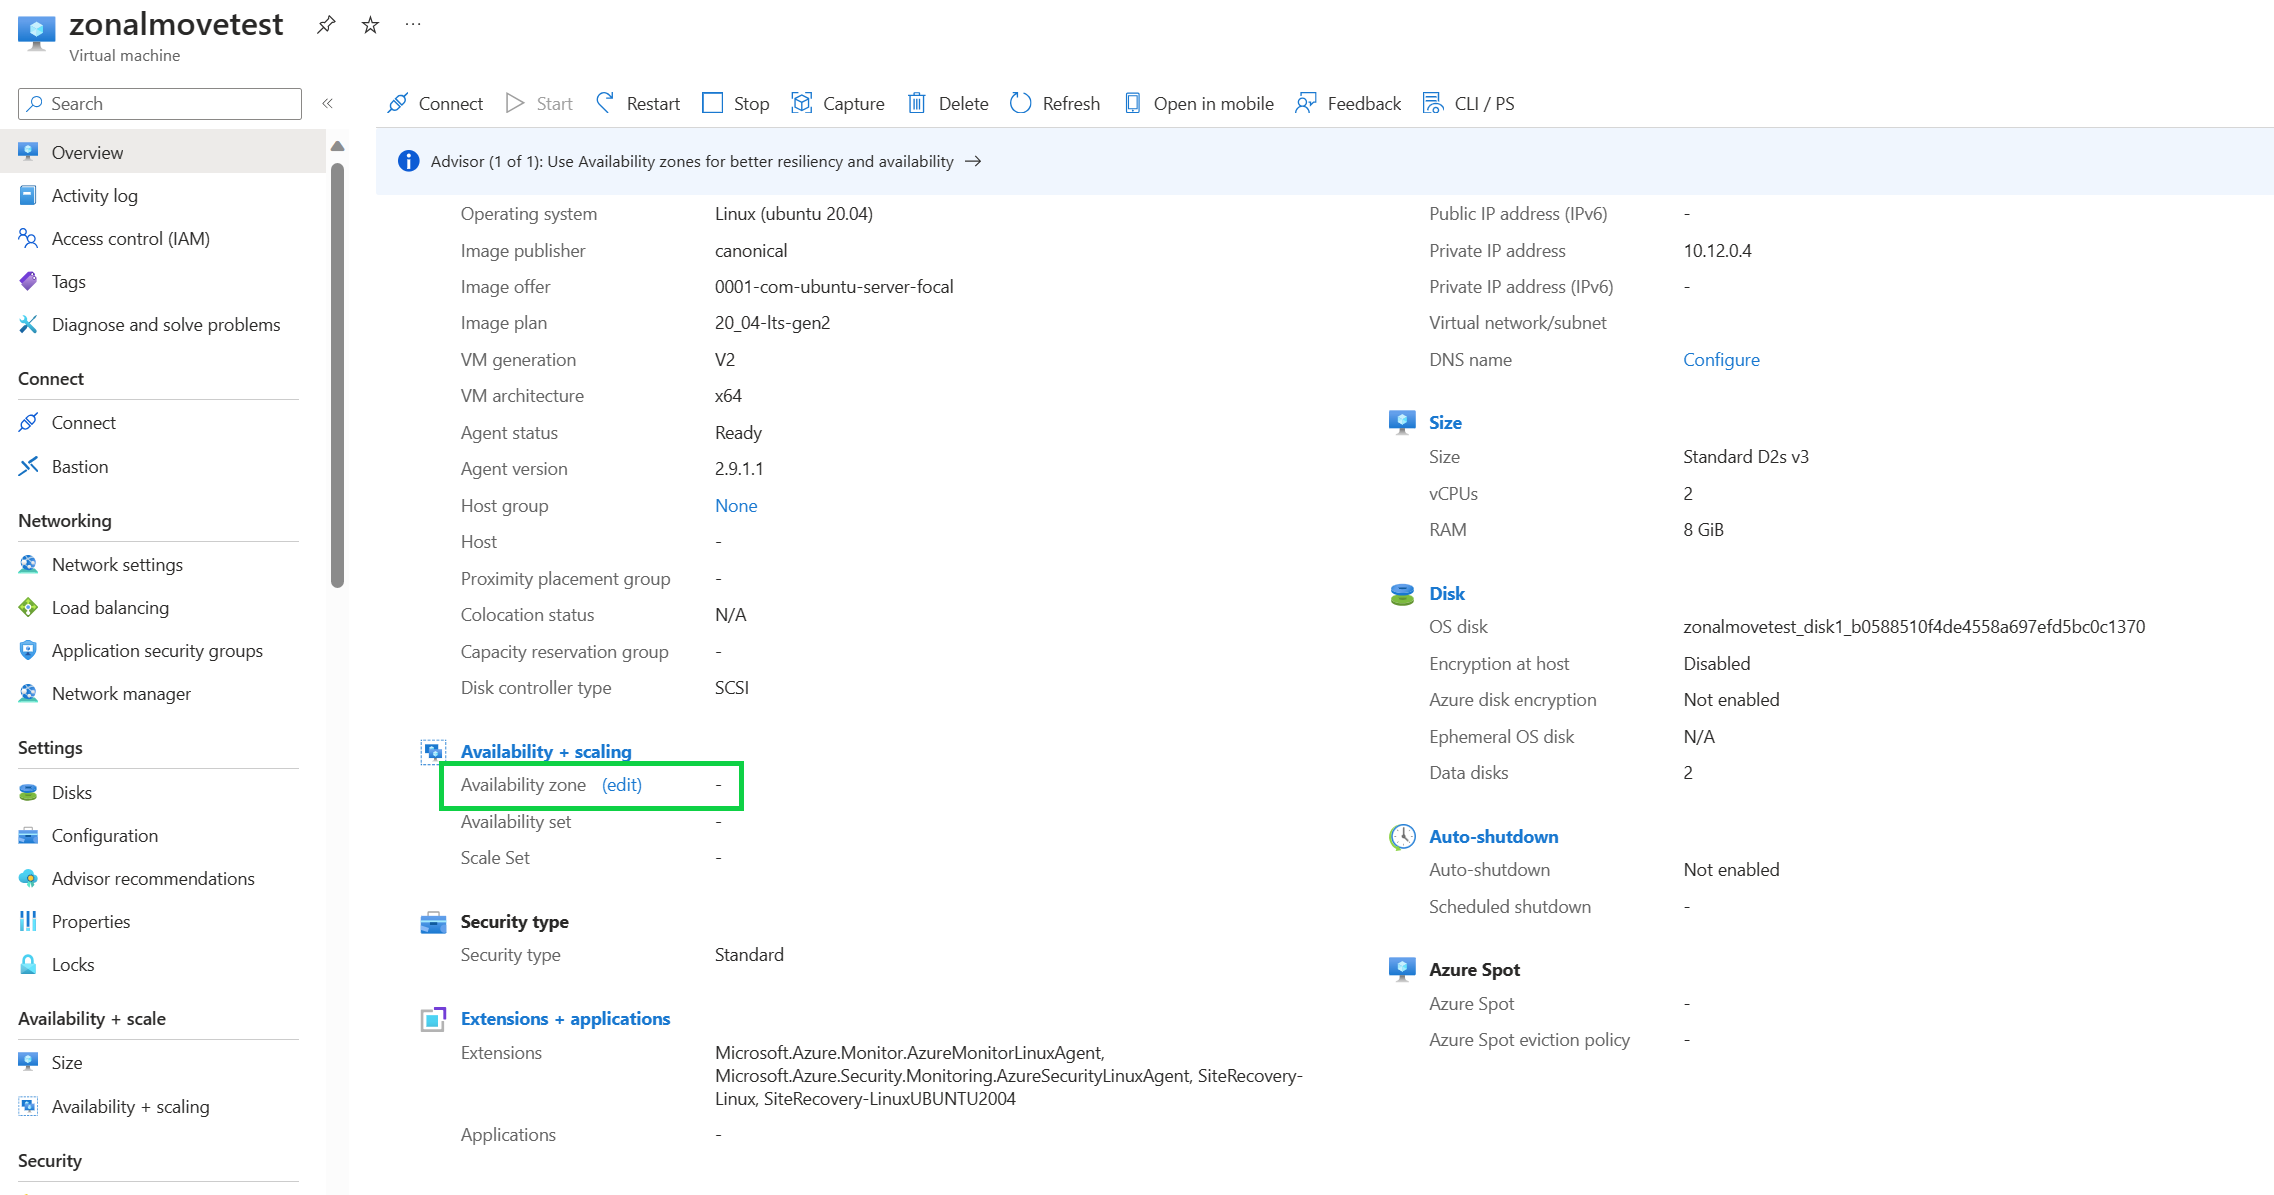 zonalmovetest
Virtual machine
Search
Overview
Activity log
Access control (IAM)
Tags
Diagnose and solve problems
Connect
Connect
Bastion
Networking
Network settings
Load balancing
Application security groups
Network manager
Settings
Disks
Configuration
Advisor recommendations
Properties
Locks
Availability + scale
Size
Availability + scaling
Security
Connect Start Restart Stop Capture Delete Refresh Open in mobile Feedback CLI / PS
Advisor (1 of 1): Use Availability zones for better resiliency and availability →
Operating system Linux (ubuntu 20.04)
Image publisher canonical
Image offer 0001-com-ubuntu-server-focal
Image plan 20_04-lts-gen2
VM generation V2
VM architecture x64
Agent status Ready
Agent version 2.9.1.1
Host group None
Host -
Proximity placement group -
Colocation status N/A
Capacity reservation group -
Disk controller type SCSI
Availability + scaling
Availability zone (edit) -
Availability set -
Scale Set -
Security type
Security type Standard
Extensions + applications
Extensions Microsoft.Azure.Monitor.AzureMonitorLinuxAgent,
Microsoft.Azure.Security.Monitoring.AzureSecurityLinuxAgent, SiteRecovery-
Linux, SiteRecovery-LinuxUBUNTU2004
Applications -
Public IP address (IPv6) -
Private IP address 10.12.0.4
Private IP address (IPv6) -
Virtual network/subnet
DNS name Configure
Size
Size Standard D2s v3
vCPUs 2
RAM 8 GiB
Disk
OS disk zonalmovetest_disk1_b0588510f4de4558a697efd5bc0c1370
Encryption at host Disabled
Azure disk encryption Not enabled
Ephemeral OS disk N/A
Data disks 2
Auto-shutdown
Auto-shutdown Not enabled
Scheduled shutdown -
Azure Spot
Azure Spot -
Azure Spot eviction policy -